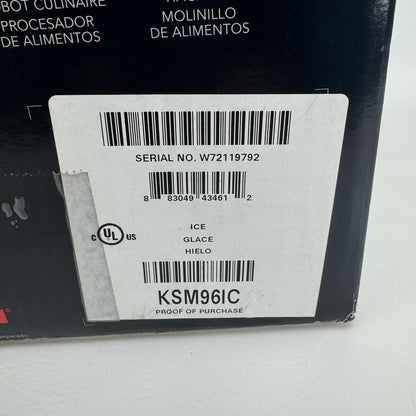 BOT CULINAIRE
PROCESADOR
DE ALIMENTOS
MOLINILLO
DE ALIMENTOS
SERIAL NO. W72119792
8 83049 43461 2
ICE
GLACE
HIELO
C UL US
KSM96IC
PROOF OF PURCHASE